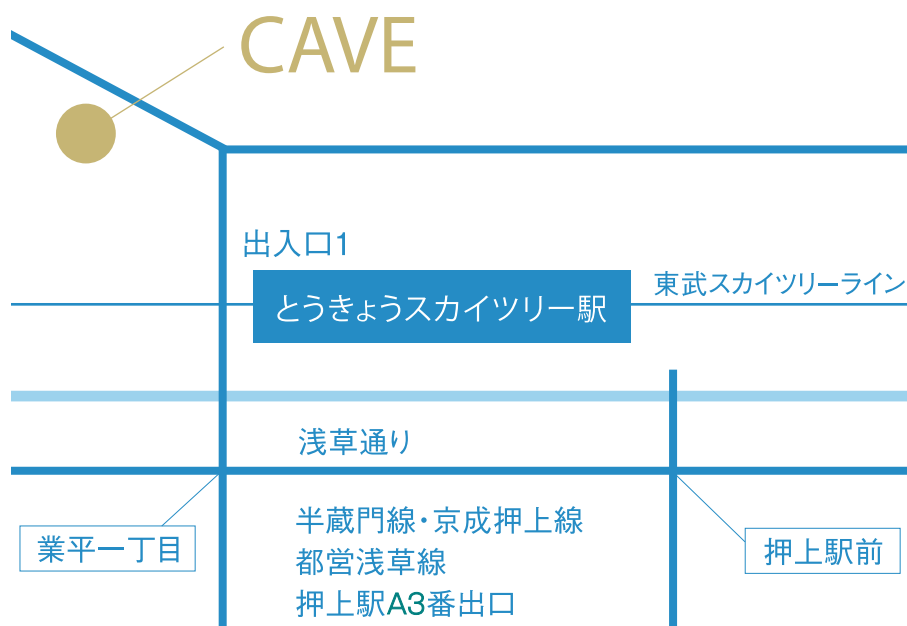 CAVE
出入口1
とうきょうスカイツリー駅
東武スカイツリーライン
浅草通り
業平一丁目
半蔵門線・京成押上線
都営浅草線
押上駅A3番出口
押上駅前